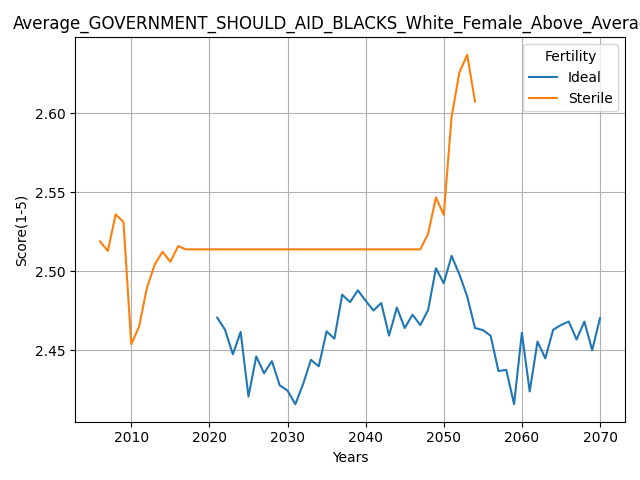 Average_GOVERNMENT_SHOULD_AID_BLACKS_White_Female_Above_Avera
Fertility
Ideal
Sterile
Score(1-5)
2.60
2.55
2.50
2.45
2010 2020 2030 2040 2050 2060 2070
Years